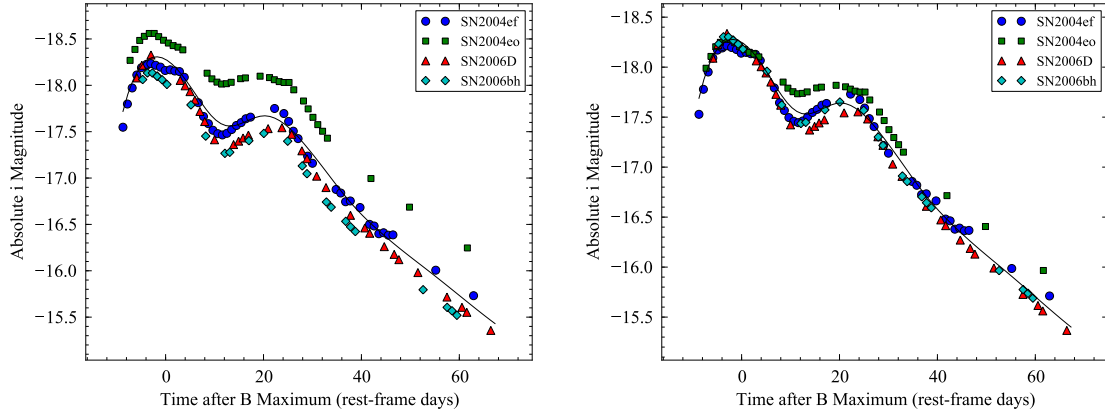 SN2004ef
SN2004eo
SN2006D
SN2006bh
−18.5
−18.0
−17.5
−17.0
−16.5
−16.0
−15.5
Absolute i Magnitude
0
20
40
60
Time after B Maximum (rest-frame days)
SN2004ef
SN2004eo
SN2006D
SN2006bh
−18.5
−18.0
−17.5
−17.0
−16.5
−16.0
−15.5
Absolute i Magnitude
0
20
40
60
Time after B Maximum (rest-frame days)